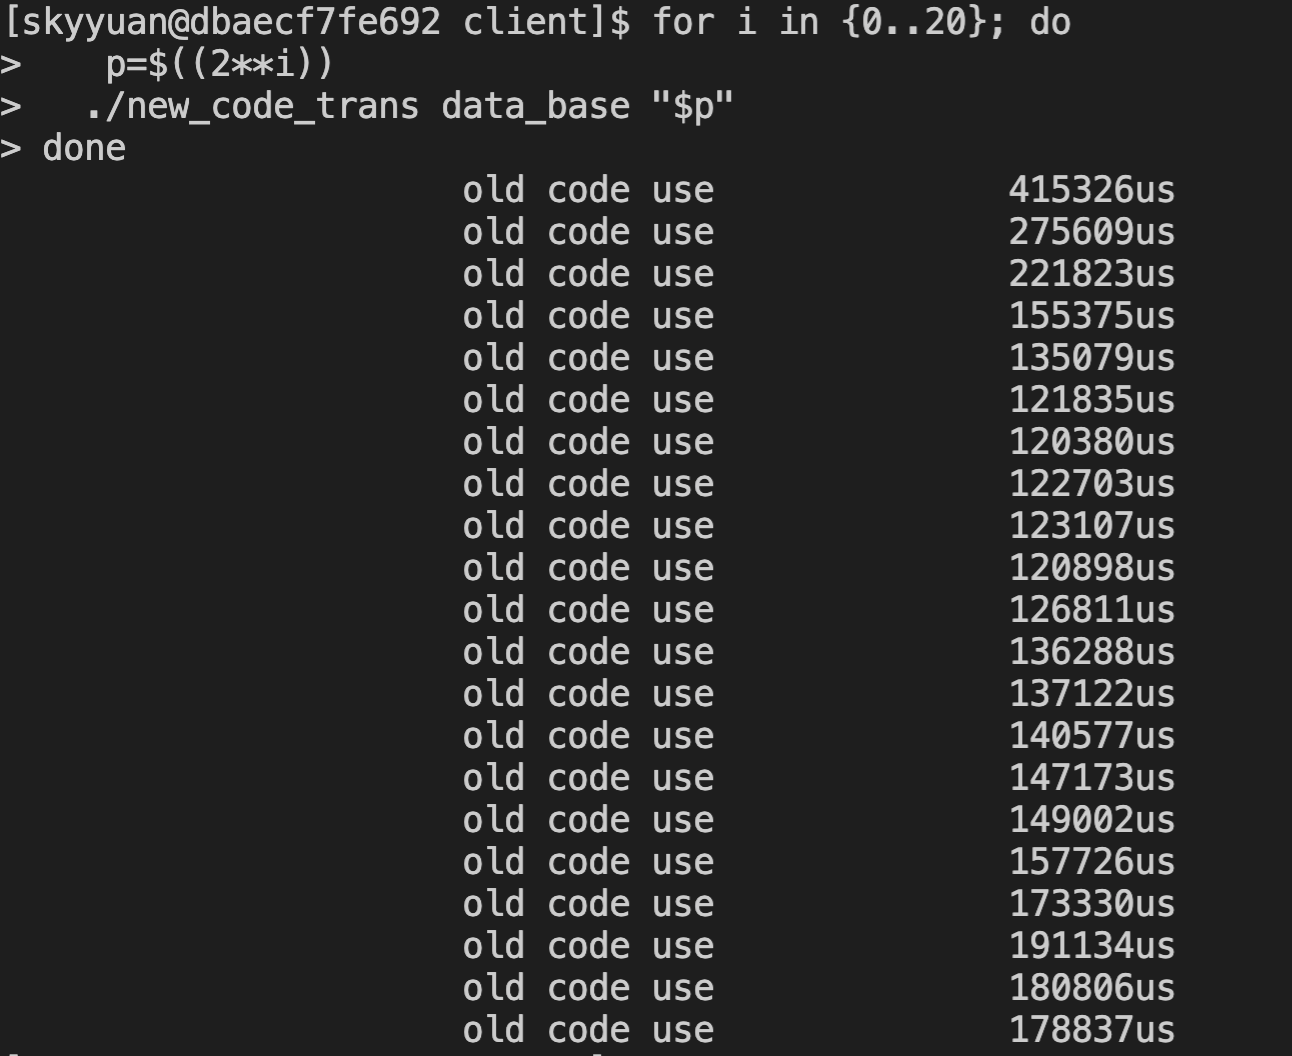 [skyyuan@dbaecf7fe692 client]$ for i in {0..20}; do
>    p=$((2**i))
>   ./new_code_trans data_base "$p"
> done
old code use 415326us
old code use 275609us
old code use 221823us
old code use 155375us
old code use 135079us
old code use 121835us
old code use 120380us
old code use 122703us
old code use 123107us
old code use 120898us
old code use 126811us
old code use 136288us
old code use 137122us
old code use 140577us
old code use 147173us
old code use 149002us
old code use 157726us
old code use 173330us
old code use 191134us
old code use 180806us
old code use 178837us